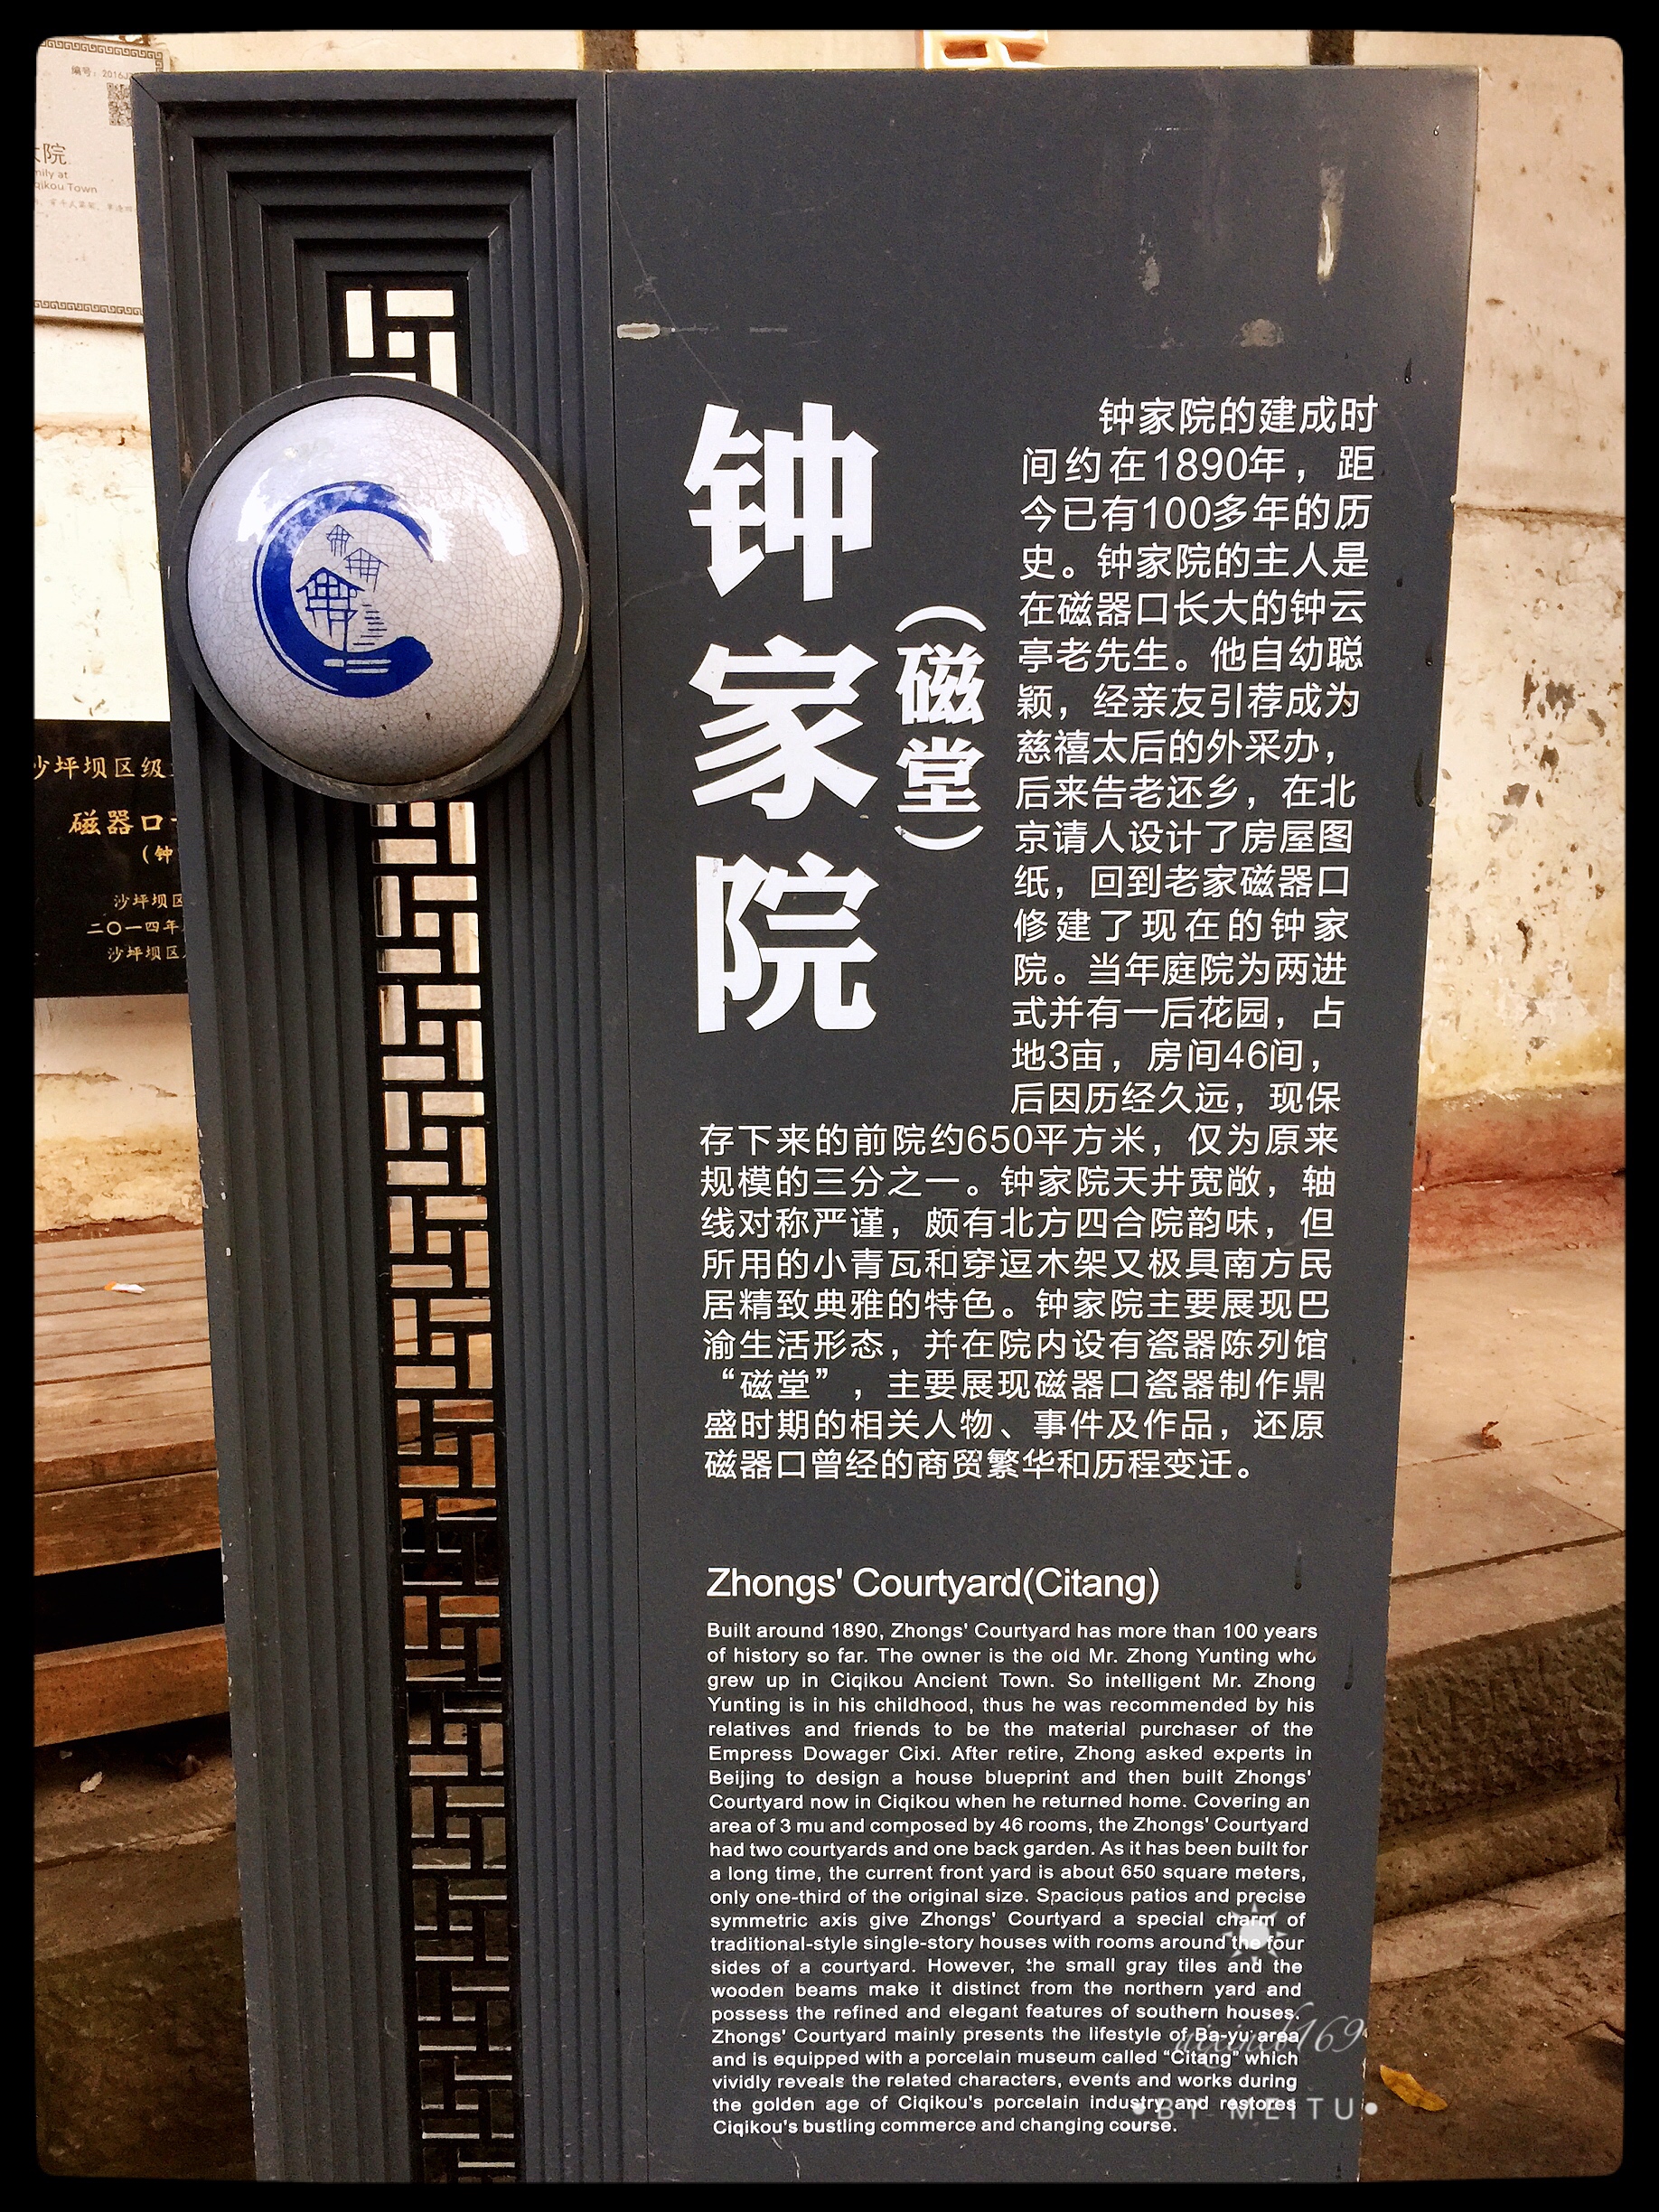 编号：2016J
院
mily at
qikou Town
沙坪坝区级
磁器口
（钟
沙坪坝区
二〇一四年
沙坪坝区
钟家院
（磁堂）
钟家院的建成时
间约在1890年，距
今已有100多年的历
史。钟家院的主人是
在磁器口长大的钟云
亭老先生。他自幼聪
颖，经亲友引荐成为
慈禧太后的外采办，
后来告老还乡，在北
京请人设计了房屋图
纸，回到老家磁器口
修建了现在的钟家
院。当年庭院为两进
式并有一后花园，占
地3亩，房间46间，
后因历经久远，现保
存下来的前院约650平方米，仅为原来
规模的三分之一。钟家院天井宽敞，轴
线对称严谨，颇有北方四合院韵味，但
所用的小青瓦和穿逗木架又极具南方民
居精致典雅的特色。钟家院主要展现巴
渝生活形态，并在院内设有瓷器陈列馆
“磁堂”，主要展现磁器口瓷器制作鼎
盛时期的相关人物、事件及作品，还原
磁器口曾经的商贸繁华和历程变迁。
Zhongs' Courtyard(Citang)
Built around 1890, Zhongs' Courtyard has more than 100 years
of history so far. The owner is the old Mr. Zhong Yunting who
grew up in Ciqikou Ancient Town. So intelligent Mr. Zhong
Yunting is in his childhood, thus he was recommended by his
relatives and friends to be the material purchaser of the
Empress Dowager Cixi. After retire, Zhong asked experts in
Beijing to design a house blueprint and then built Zhongs'
Courtyard now in Ciqikou when he returned home. Covering an
area of 3 mu and composed by 46 rooms, the Zhongs' Courtyard
had two courtyards and one back garden. As it has been built for
a long time, the current front yard is about 650 square meters,
only one-third of the original size. Spacious patios and precise
symmetric axis give Zhongs' Courtyard a special charm of
traditional-style single-story houses with rooms around the four
sides of a courtyard. However, the small gray tiles and the
wooden beams make it distinct from the northern yard and
possess the refined and elegant features of southern houses.
Zhongs' Courtyard mainly presents the lifestyle of Ba-yu area
and is equipped with a porcelain museum called “Citang” which
vividly reveals the related characters, events and works during
the golden age of Ciqikou's porcelain industry and restores
Ciqikou's bustling commerce and changing course.
BY MEITU